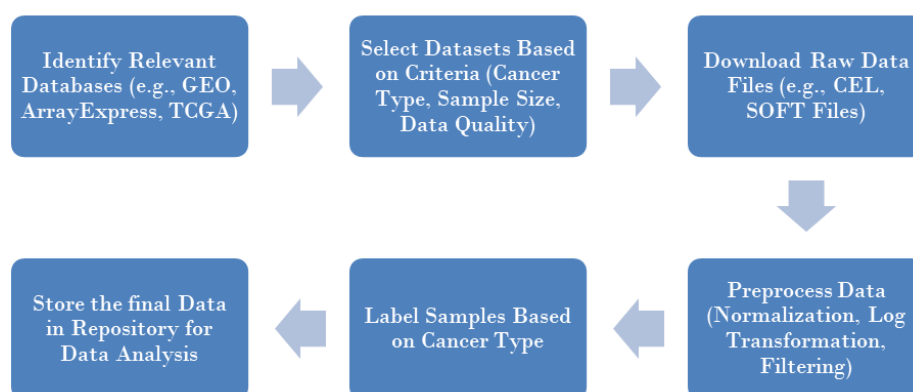 Identify Relevant
Databases (e.g., GEO,
ArrayExpress, TCGA)
Select Datasets Based
on Criteria (Cancer
Type, Sample Size,
Data Quality)
Download Raw Data
Files (e.g., CEL,
SOFT Files)
Preprocess Data
(Normalization, Log
Transformation,
Filtering)
Label Samples Based
on Cancer Type
Store the final Data
in Repository for
Data Analysis